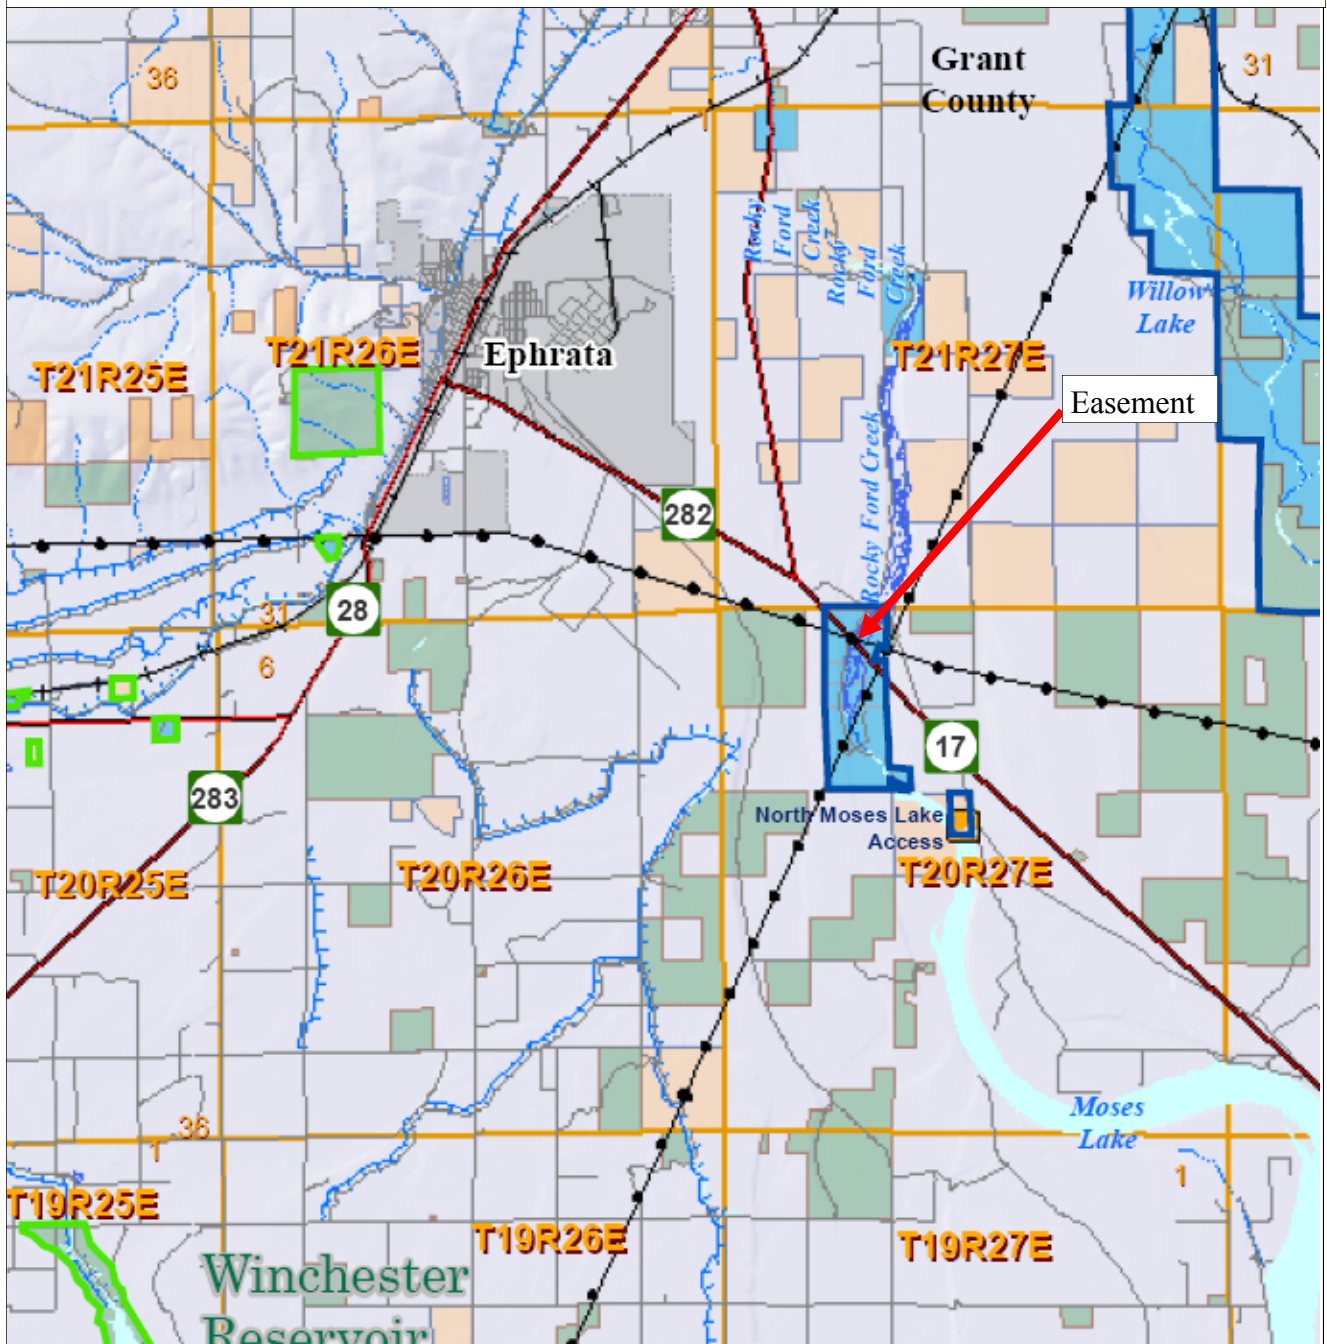 Grant
County
36
31
Rocky
Ford
Creek
Rocky
Ford
Creek
Willow
Lake
T21R25E
T21R26E
Ephrata
T21R27E
Easement
Rocky Ford Creek
282
31
28
6
17
283
North Moses Lake
Access
T20R25E
T20R26E
T20R27E
Moses
Lake
36
1
1
T19R25E
T19R26E
T19R27E
Winchester
Reservoir